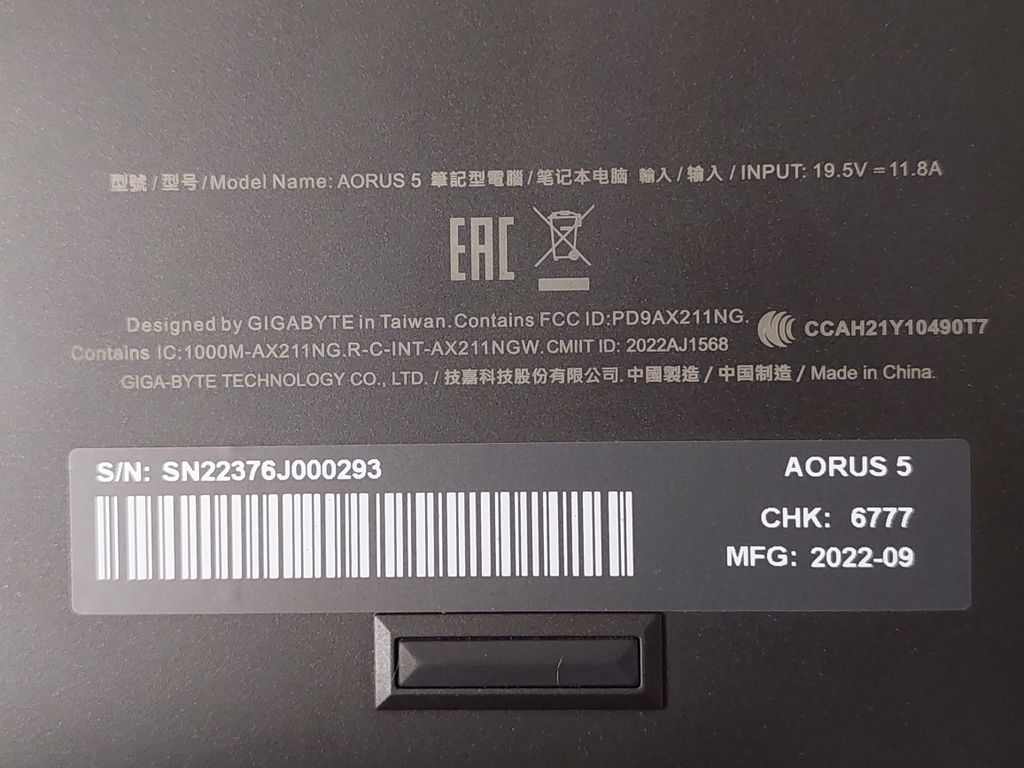 型號 / 型号 / Model Name: AORUS 5 筆記型電腦 / 笔记本电脑 輸入 / 输入 / INPUT: 19.5V = 11.8A
EAC
Designed by GIGABYTE in Taiwan. Contains FCC ID:PD9AX211NG.
CCAH21Y10490T7
Contains IC:1000M-AX211NG.R-C-INT-AX211NGW. CMIIT ID: 2022AJ1568
GIGA-BYTE TECHNOLOGY CO., LTD. / 技嘉科技股份有限公司. 中國製造 / 中国制造 / Made in China.
S/N: SN22376J000293
AORUS 5
CHK: 6777
MFG: 2022-09